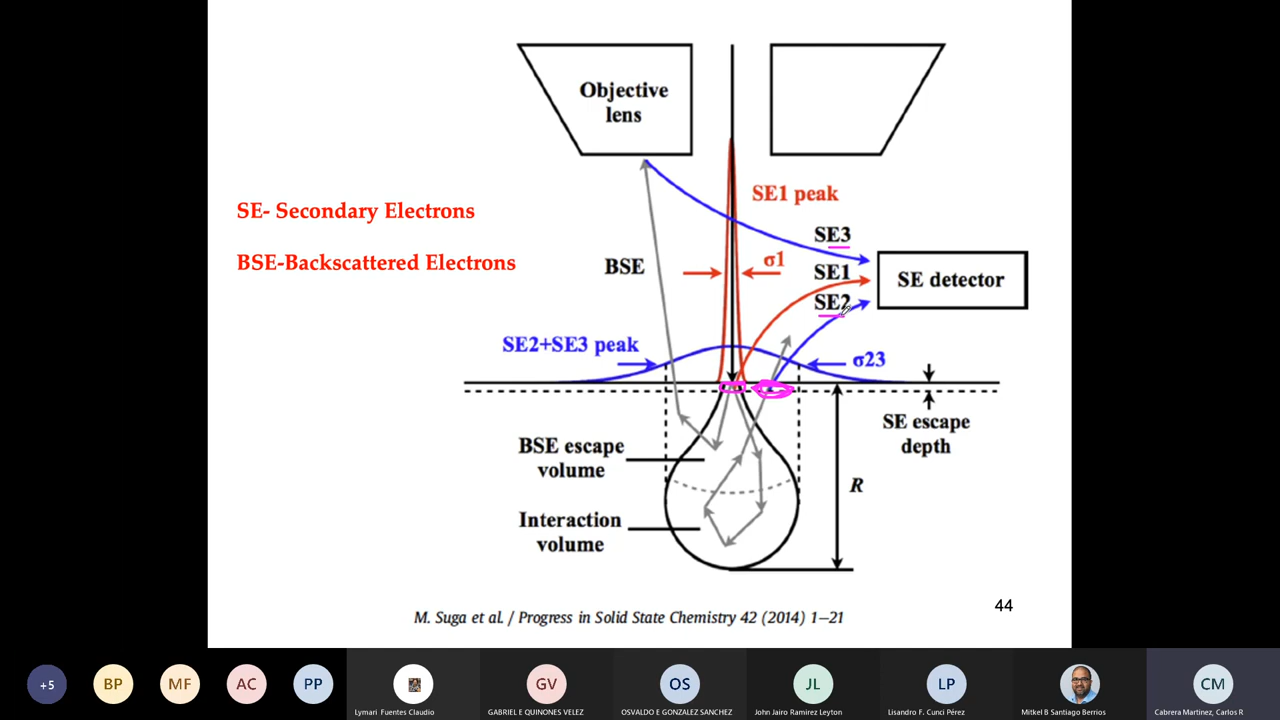 Objective
lens
SE1 peak
SE- Secondary Electrons
SE3
BSE-Backscattered Electrons
BSE
σ1
SE1
SE detector
SE2
SE2+SE3 peak
σ23
SE escape
depth
BSE escape
volume
R
Interaction
volume
44
M. Suga et al. / Progress in Solid State Chemistry 42 (2014) 1–21
+5
BP
MF
AC
PP
GV
OS
JL
LP
CM
Lymari Fuentes Claudio
GABRIEL E QUINONES VELEZ
OSVALDO E GONZALEZ SANCHEZ
John Jairo Ramirez Leyton
Lisandro F. Cunci Pérez
Mitkel B Santiago Berrios
Cabrera Martinez, Carlos R